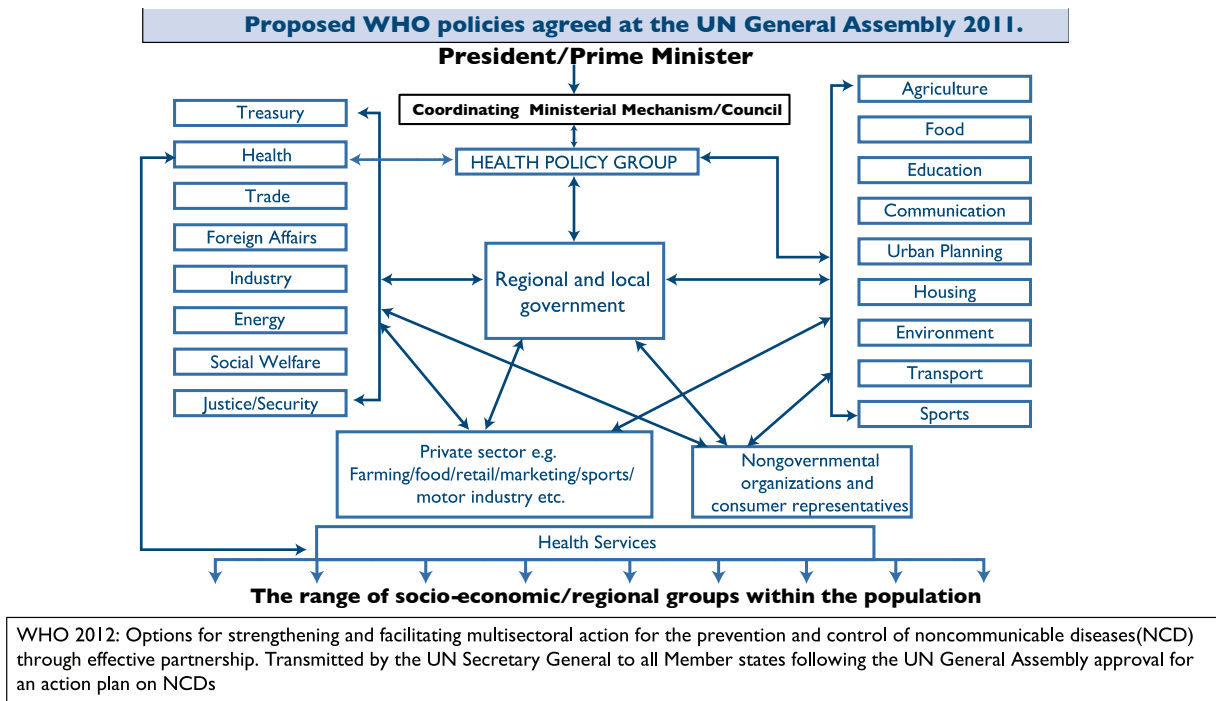 Proposed WHO policies agreed at the UN General Assembly 2011.
President/Prime Minister
Coordinating Ministerial Mechanism/Council
HEALTH POLICY GROUP
Treasury
Health
Trade
Foreign Affairs
Industry
Energy
Social Welfare
Justice/Security
Regional and local
government
Agriculture
Food
Education
Communication
Urban Planning
Housing
Environment
Transport
Sports
Private sector e.g.
Farming/food/retail/marketing/sports/
motor industry etc.
Nongovernmental
organizations and
consumer representatives
Health Services
The range of socio-economic/regional groups within the population
WHO 2012: Options for strengthening and facilitating multisectoral action for the prevention and control of noncommunicable diseases(NCD)
through effective partnership. Transmitted by the UN Secretary General to all Member states following the UN General Assembly approval for
an action plan on NCDs